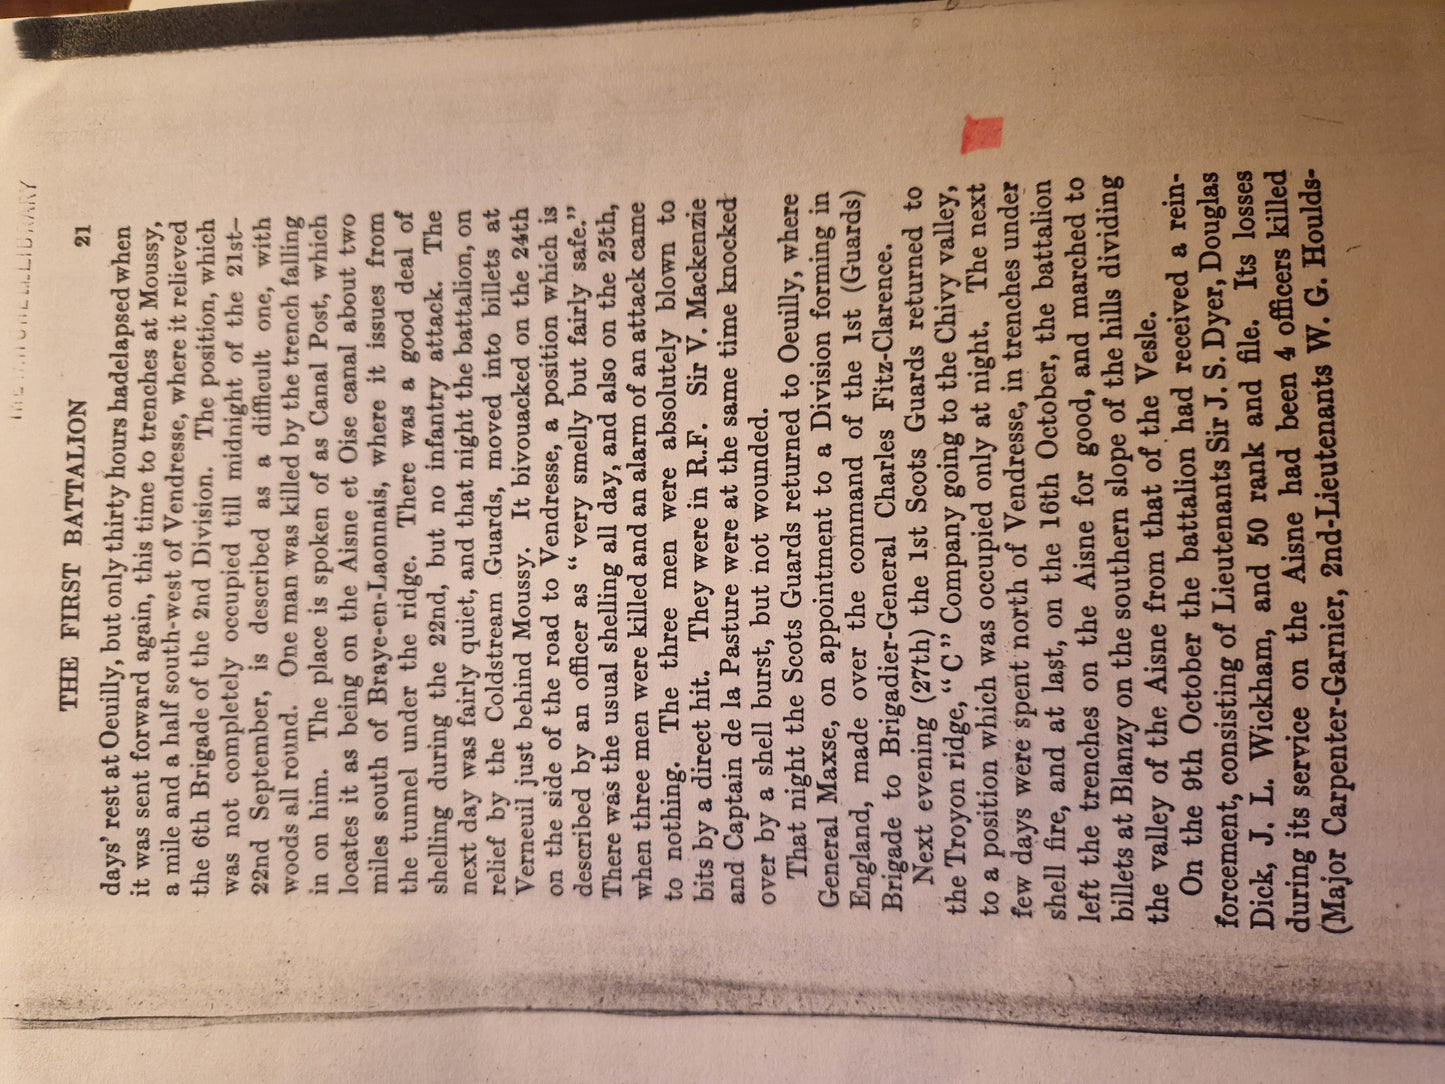 THE FIRST BATTALION 21
days' rest at Oeuilly, but only thirty hours hadelapsed when
it was sent forward again, this time to trenches at Moussy,
a mile and a half south-west of Vendresse, where it relieved
the 6th Brigade of the 2nd Division. The position, which
was not completely occupied till midnight of the 21st–
22nd September, is described as a difficult one, with
woods all round. One man was killed by the trench falling
in on him. The place is spoken of as Canal Post, which
locates it as being on the Aisne et Oise canal about two
miles south of Braye-en-Laonnais, where it issues from
the tunnel under the ridge. There was a good deal of
shelling during the 22nd, but no infantry attack. The
next day was fairly quiet, and that night the battalion, on
relief by the Coldstream Guards, moved into billets at
Verneuil just behind Moussy. It bivouacked on the 24th
on the side of the road to Vendresse, a position which is
described by an officer as “ very smelly but fairly safe.”
There was the usual shelling all day, and also on the 25th,
when three men were killed and an alarm of an attack came
to nothing. The three men were absolutely blown to
bits by a direct hit. They were in R.F. Sir V. Mackenzie
and Captain de la Pasture were at the same time knocked
over by a shell burst, but not wounded.
That night the Scots Guards returned to Oeuilly, where
General Maxse, on appointment to a Division forming in
England, made over the command of the 1st (Guards)
Brigade to Brigadier-General Charles Fitz-Clarence.
Next evening (27th) the 1st Scots Guards returned to
the Troyon ridge, “ C ” Company going to the Chivy valley,
to a position which was occupied only at night. The next
few days were spent north of Vendresse, in trenches under
shell fire, and at last, on the 16th October, the battalion
left the trenches on the Aisne for good, and marched to
billets at Blanzy on the southern slope of the hills dividing
the valley of the Aisne from that of the Vesle.
On the 9th October the battalion had received a rein-
forcement, consisting of Lieutenants Sir J. S. Dyer, Douglas
Dick, J. L. Wickham, and 50 rank and file. Its losses
during its service on the Aisne had been 4 officers killed
(Major Carpenter-Garnier, 2nd-Lieutenants W. G. Houlds-